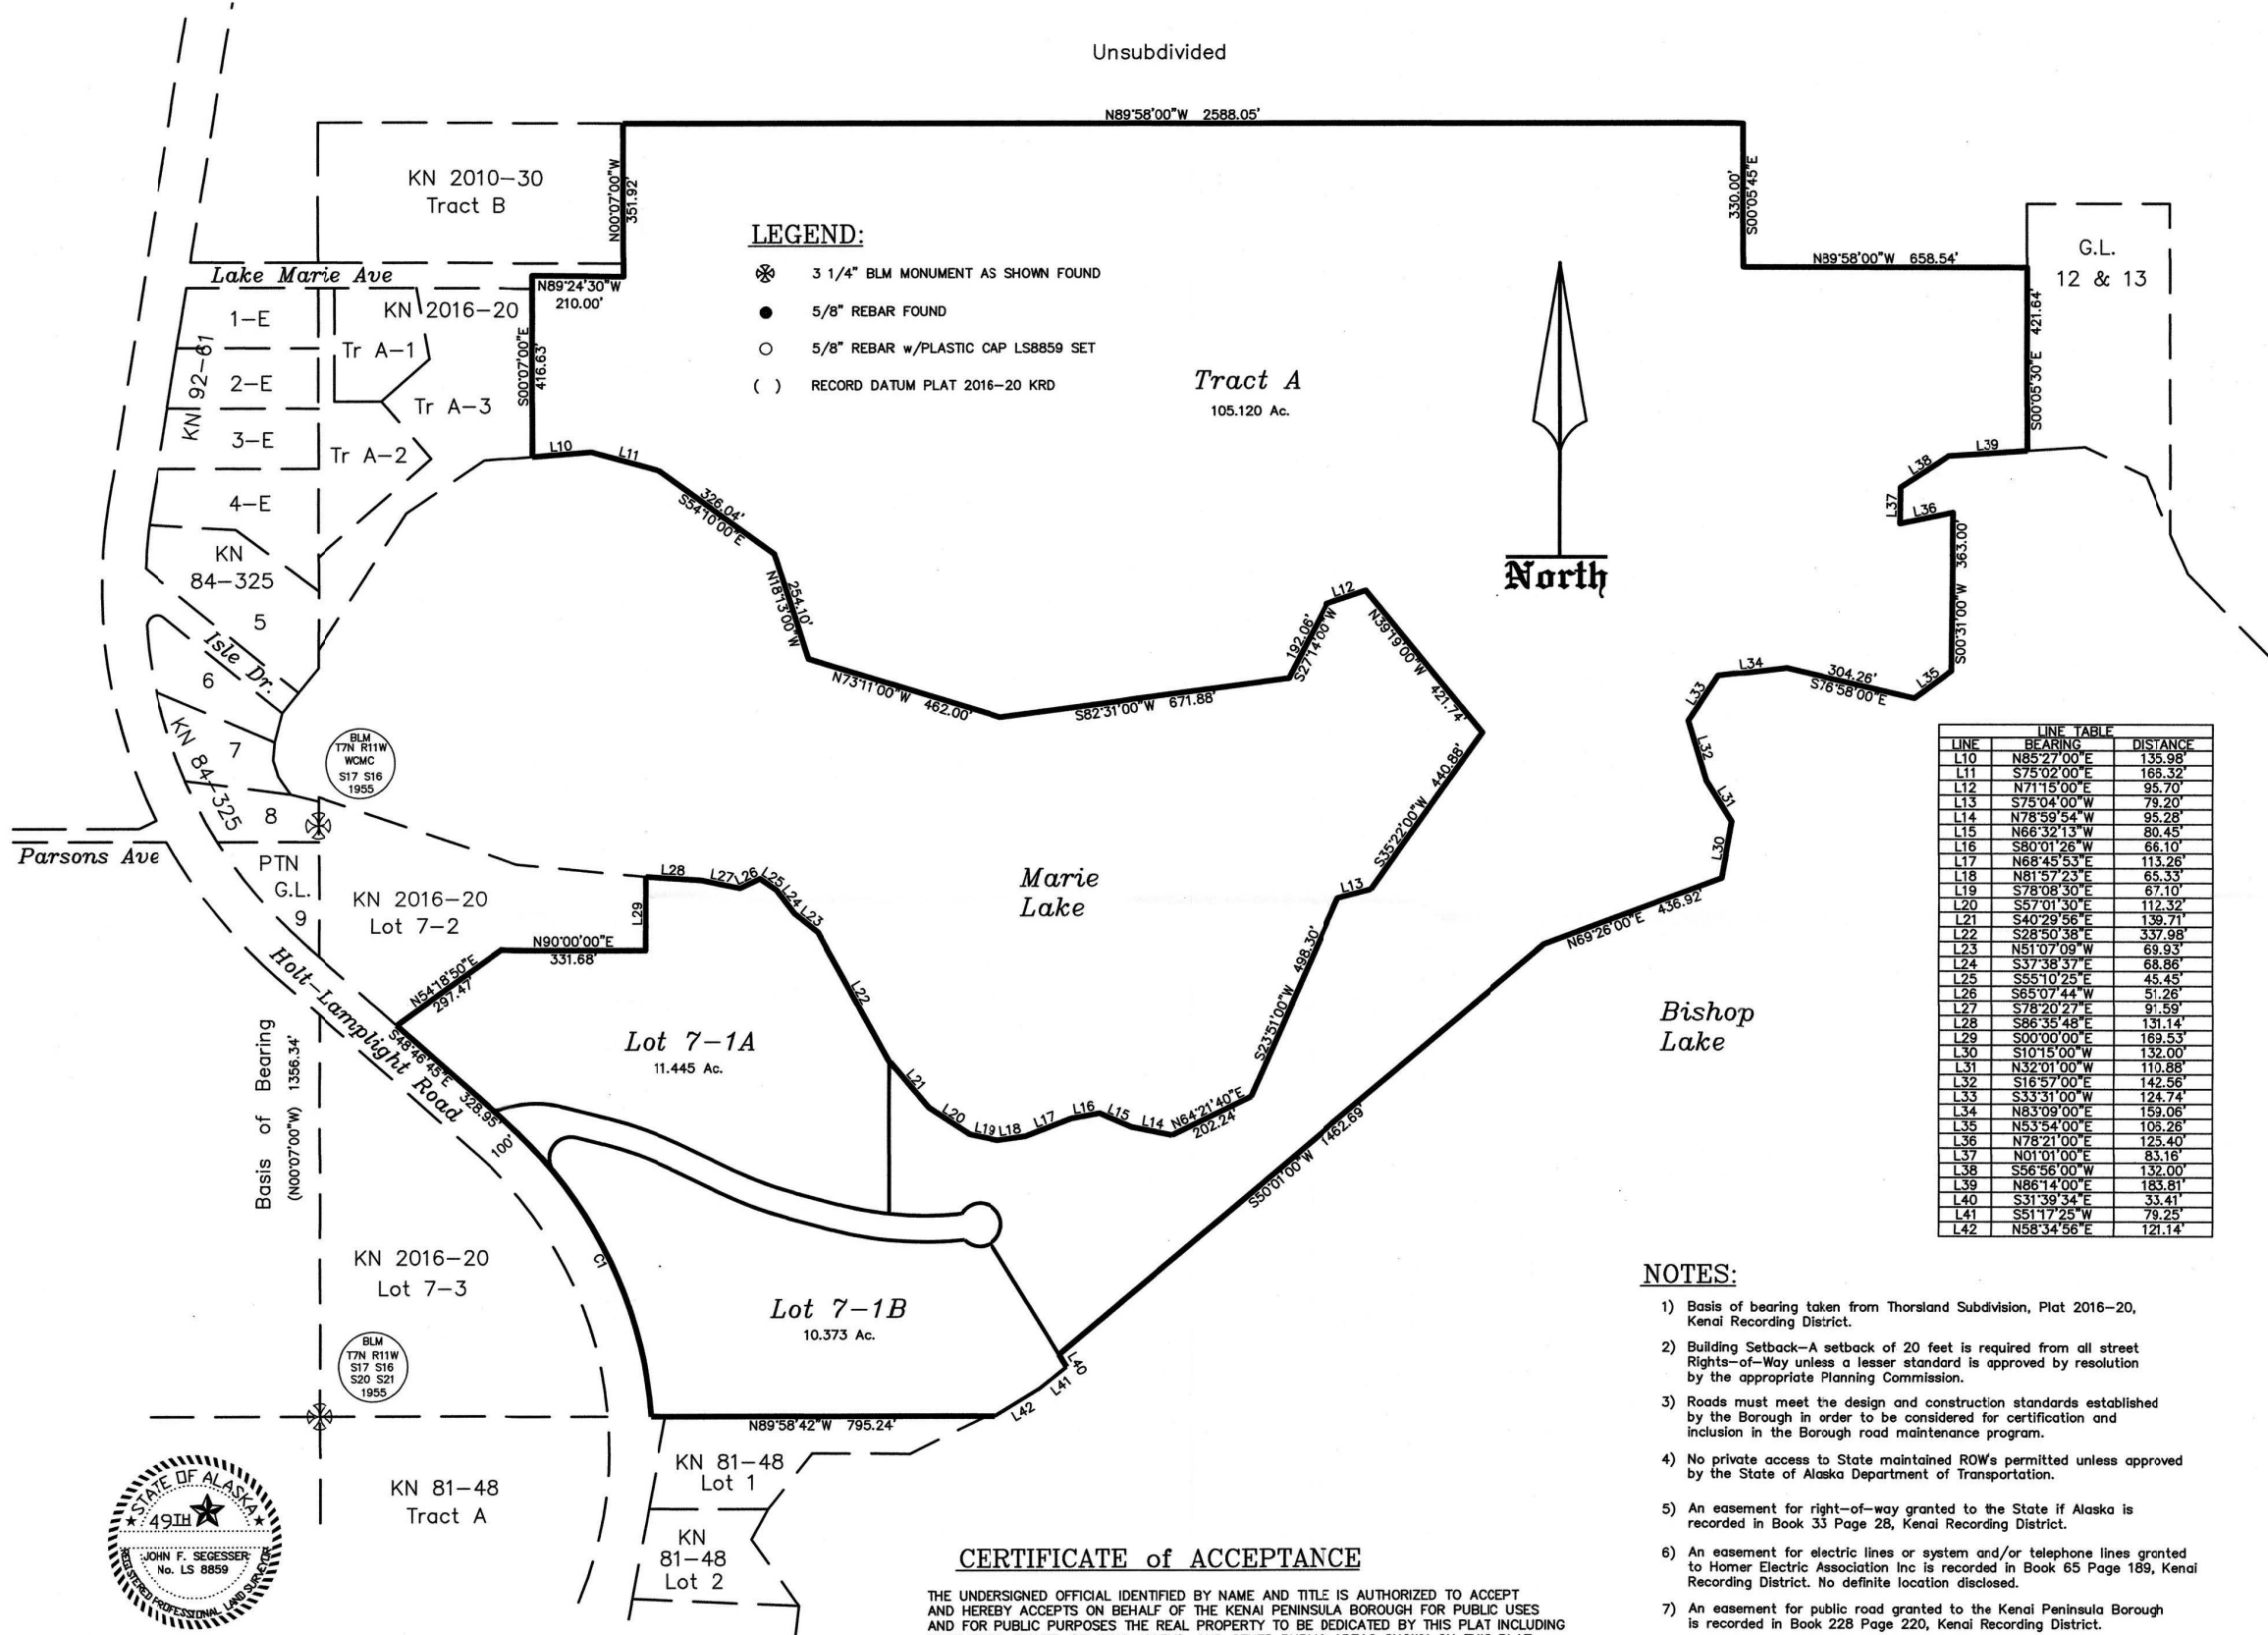 Unsubdivided
N89°58'00"W 2588.05'
KN 2010-30
Tract B
N00°07'00"W
351.92'
330.00'
S00°05'45"E
LEGEND:
3 1/4" BLM MONUMENT AS SHOWN FOUND
5/8" REBAR FOUND
5/8" REBAR w/PLASTIC CAP LS8859 SET
( ) RECORD DATUM PLAT 2016-20 KRD
N89°58'00"W 658.54'
G.L.
12 & 13
S00°05'30"E 421.64'
Lake Marie Ave
N89°24'30"W
210.00'
KN 2016-20
1-E
Tr A-1
KN 92-61
2-E
Tr A-3
3-E
Tr A-2
4-E
S00°07'00"E
416.63'
Tract A
105.120 Ac.
North
L10
L11
326.04'
S54°10'00"E
254.10'
N18°13'00"W
N73°11'00"W 462.00'
S82°31'00"W 671.88'
192.06'
S27°14'00"W
L12
N39°19'00"W 421.74'
S35°22'00"W 440.88'
L13
L39
L38
L37
L36
S00°31'00"W 363.00'
L35
304.26'
S76°58'00"E
L34
L33
L32
L31
L30
N69°26'00"E 436.92'
KN
84-325
5
Isle Dr.
6
7
KN 84-325
8
BLM
T7N R11W
WCMC
S17 S16
1955
Parsons Ave
PTN
G.L.
9
KN 2016-20
Lot 7-2
L28
L27
L26
L25
L24
L23
L29
N90°00'00"E
331.68'
N54°18'50"E
297.47'
Holt-Lamplight Road
S48°46'45"E 328.95'
100'
Marie
Lake
Bishop
Lake
L22
Lot 7-1A
11.445 Ac.
S23°51'00"W 498.30'
L21
L20
L19
L18
L17
L16
L15
L14
N64°21'40"E
202.24'
S50°01'00"W 1462.69'
Basis of Bearing
(N00°07'00"W) 1356.34'
KN 2016-20
Lot 7-3
C1
Lot 7-1B
10.373 Ac.
L40
L41
L42
N89°58'42"W 795.24'
BLM
T7N R11W
S17 S16
S20 S21
1955
KN 81-48
Tract A
KN 81-48
Lot 1
KN
81-48
Lot 2
STATE OF ALASKA
49TH
JOHN F. SEGESSER
No. LS 8859
REGISTERED PROFESSIONAL LAND SURVEYOR
LINE TABLE
LINE BEARING DISTANCE
L10 N85°27'00"E 135.98'
L11 S75°02'00"E 166.32'
L12 N71°15'00"E 95.70'
L13 S75°04'00"W 79.20'
L14 N78°59'54"W 95.28'
L15 N66°32'13"W 80.45'
L16 S80°01'26"W 66.10'
L17 N68°45'53"E 113.26'
L18 N81°57'23"E 65.33'
L19 S78°08'30"E 67.10'
L20 S57°01'30"E 112.32'
L21 S40°29'56"E 139.71'
L22 S28°50'38"E 337.98'
L23 N51°07'09"W 69.93'
L24 S37°38'37"E 68.86'
L25 S55°10'25"E 45.45'
L26 S65°07'44"W 51.26'
L27 S78°20'27"E 91.59'
L28 S86°35'48"E 131.14'
L29 S00°00'00"E 169.53'
L30 S10°15'00"W 132.00'
L31 N32°01'00"W 110.88'
L32 S16°57'00"E 142.56'
L33 S33°31'00"W 124.74'
L34 N83°09'00"E 159.06'
L35 N53°54'00"E 106.26'
L36 N78°21'00"E 125.40'
L37 N01°01'00"E 83.16'
L38 S56°56'00"W 132.00'
L39 N86°14'00"E 183.81'
L40 S31°39'34"E 33.41'
L41 S51°17'25"W 79.25'
L42 N58°34'56"E 121.14'
NOTES:
1) Basis of bearing taken from Thorsland Subdivision, Plat 2016-20,
Kenai Recording District.
2) Building Setback-A setback of 20 feet is required from all street
Rights-of-Way unless a lesser standard is approved by resolution
by the appropriate Planning Commission.
3) Roads must meet the design and construction standards established
by the Borough in order to be considered for certification and
inclusion in the Borough road maintenance program.
4) No private access to State maintained ROW's permitted unless approved
by the State of Alaska Department of Transportation.
5) An easement for right-of-way granted to the State if Alaska is
recorded in Book 33 Page 28, Kenai Recording District.
6) An easement for electric lines or system and/or telephone lines granted
to Homer Electric Association Inc is recorded in Book 65 Page 189, Kenai
Recording District. No definite location disclosed.
7) An easement for public road granted to the Kenai Peninsula Borough
is recorded in Book 228 Page 220, Kenai Recording District.
CERTIFICATE of ACCEPTANCE
THE UNDERSIGNED OFFICIAL IDENTIFIED BY NAME AND TITLE IS AUTHORIZED TO ACCEPT
AND HEREBY ACCEPTS ON BEHALF OF THE KENAI PENINSULA BOROUGH FOR PUBLIC USES
AND FOR PUBLIC PURPOSES THE REAL PROPERTY TO BE DEDICATED BY THIS PLAT INCLUDING